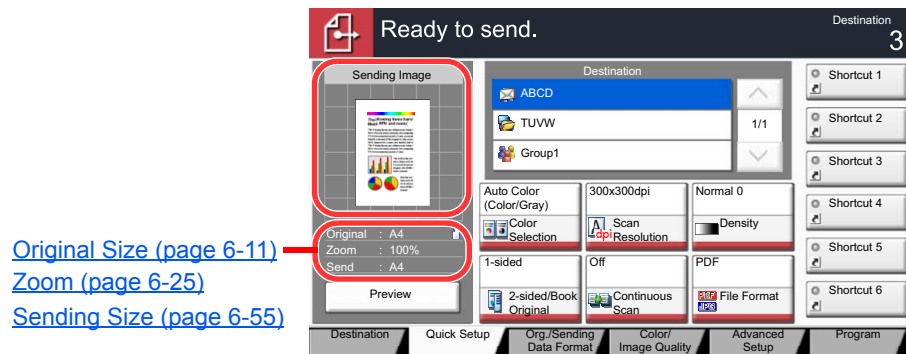 Ready to send.
Destination
3
Sending Image
Destination
ABCD
TUVW
1/1
Group1
Shortcut 1
Shortcut 2
Shortcut 3
Shortcut 4
Shortcut 5
Shortcut 6
Original : A4
Zoom : 100%
Send : A4
Preview
Auto Color
(Color/Gray)
Color
Selection
300x300dpi
Scan
Resolution
Normal 0
Density
1-sided
2-sided/Book
Original
Off
Continuous
Scan
PDF
File Format
Original Size (page 6-11)
Zoom (page 6-25)
Sending Size (page 6-55)
Destination
Quick Setup
Org./Sending
Data Format
Color/
Image Quality
Advanced
Setup
Program